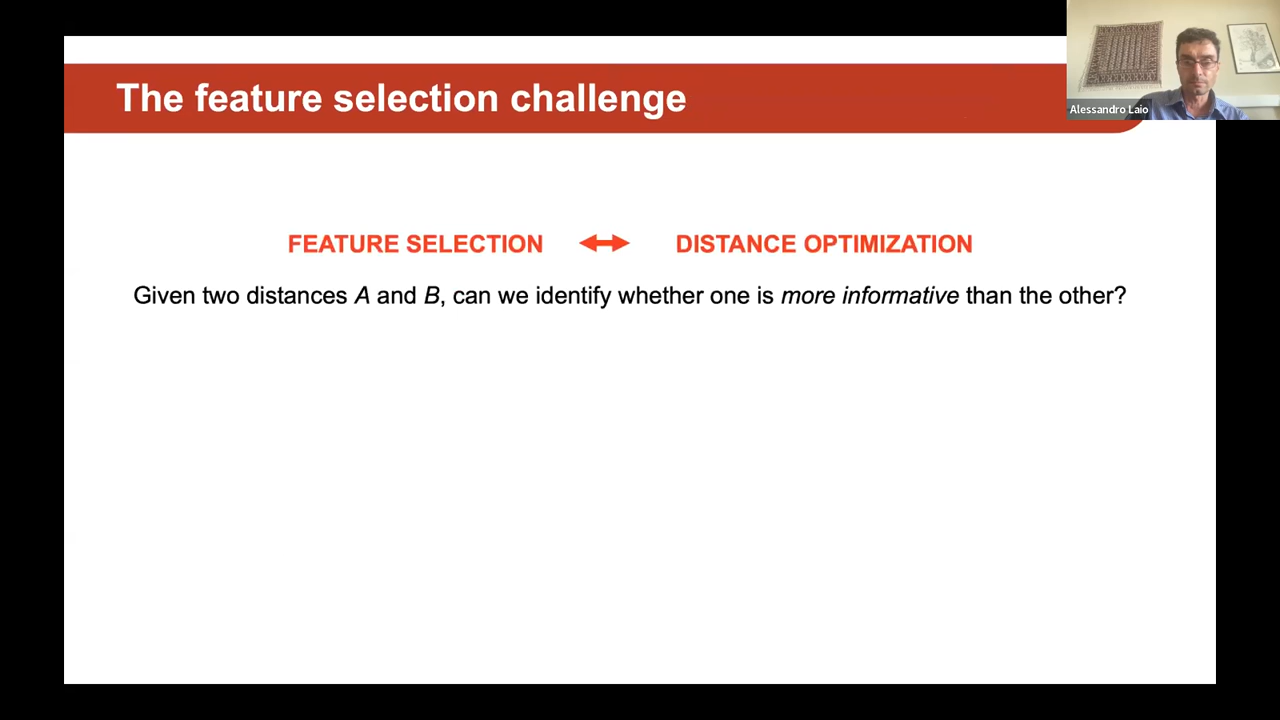 The feature selection challenge
Alessandro Laio
FEATURE SELECTION ↔ DISTANCE OPTIMIZATION
Given two distances A and B, can we identify whether one is more informative than the other?